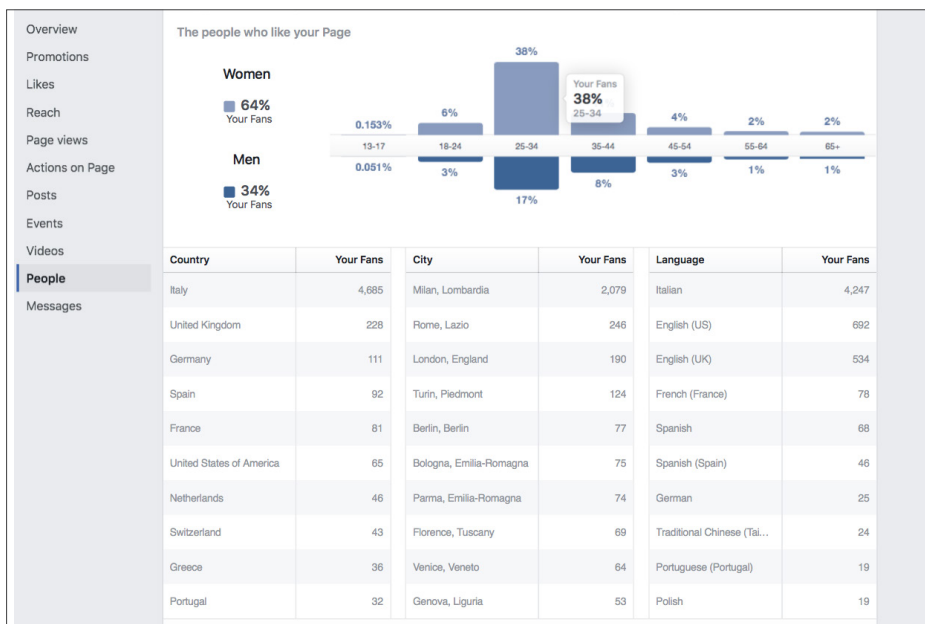 Overview
Promotions
Likes
Reach
Page views
Actions on Page
Posts
Events
Videos
People
Messages
The people who like your Page
Women
64%
Your Fans
Men
34%
Your Fans
0.153%
6%
38%
4%
2%
2%
Your Fans
38%
25-34
13-17
18-24
25-34
35-44
45-54
55-64
65+
0.051%
3%
17%
8%
3%
1%
1%
Country Your Fans
Italy 4,685
United Kingdom 228
Germany 111
Spain 92
France 81
United States of America 65
Netherlands 46
Switzerland 43
Greece 36
Portugal 32
City Your Fans
Milan, Lombardia 2,079
Rome, Lazio 246
London, England 190
Turin, Piedmont 124
Berlin, Berlin 77
Bologna, Emilia-Romagna 75
Parma, Emilia-Romagna 74
Florence, Tuscany 69
Venice, Veneto 64
Genova, Liguria 53
Language Your Fans
Italian 4,247
English (US) 692
English (UK) 534
French (France) 78
Spanish 68
Spanish (Spain) 46
German 25
Traditional Chinese (Tai... 24
Portuguese (Portugal) 19
Polish 19